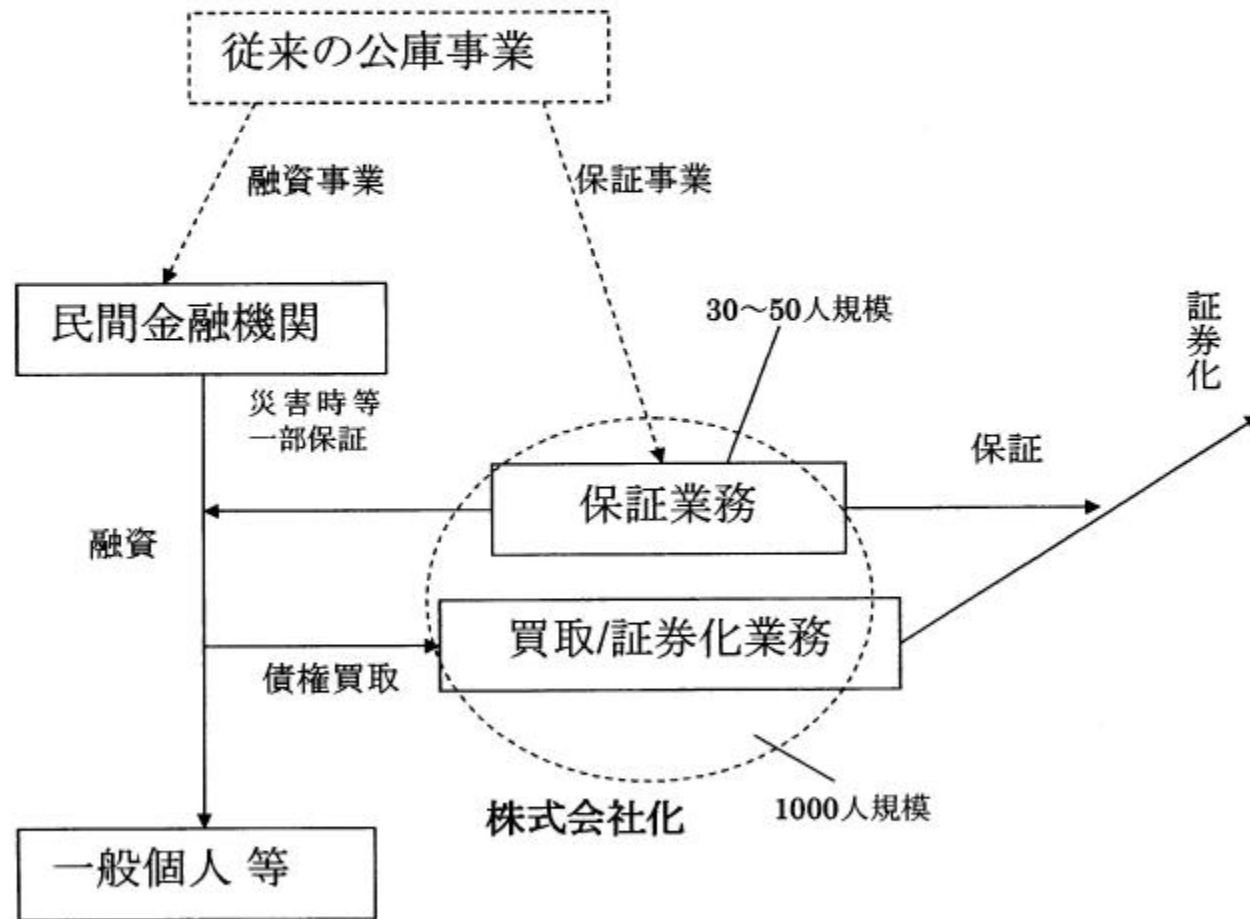 従来の公庫事業
融資事業
保証事業
民間金融機関
30～50人規模
証券化
災害時等
一部保証
保証
保証業務
融資
買取/証券化業務
債権買取
株式会社化
1000人規模
一般個人 等